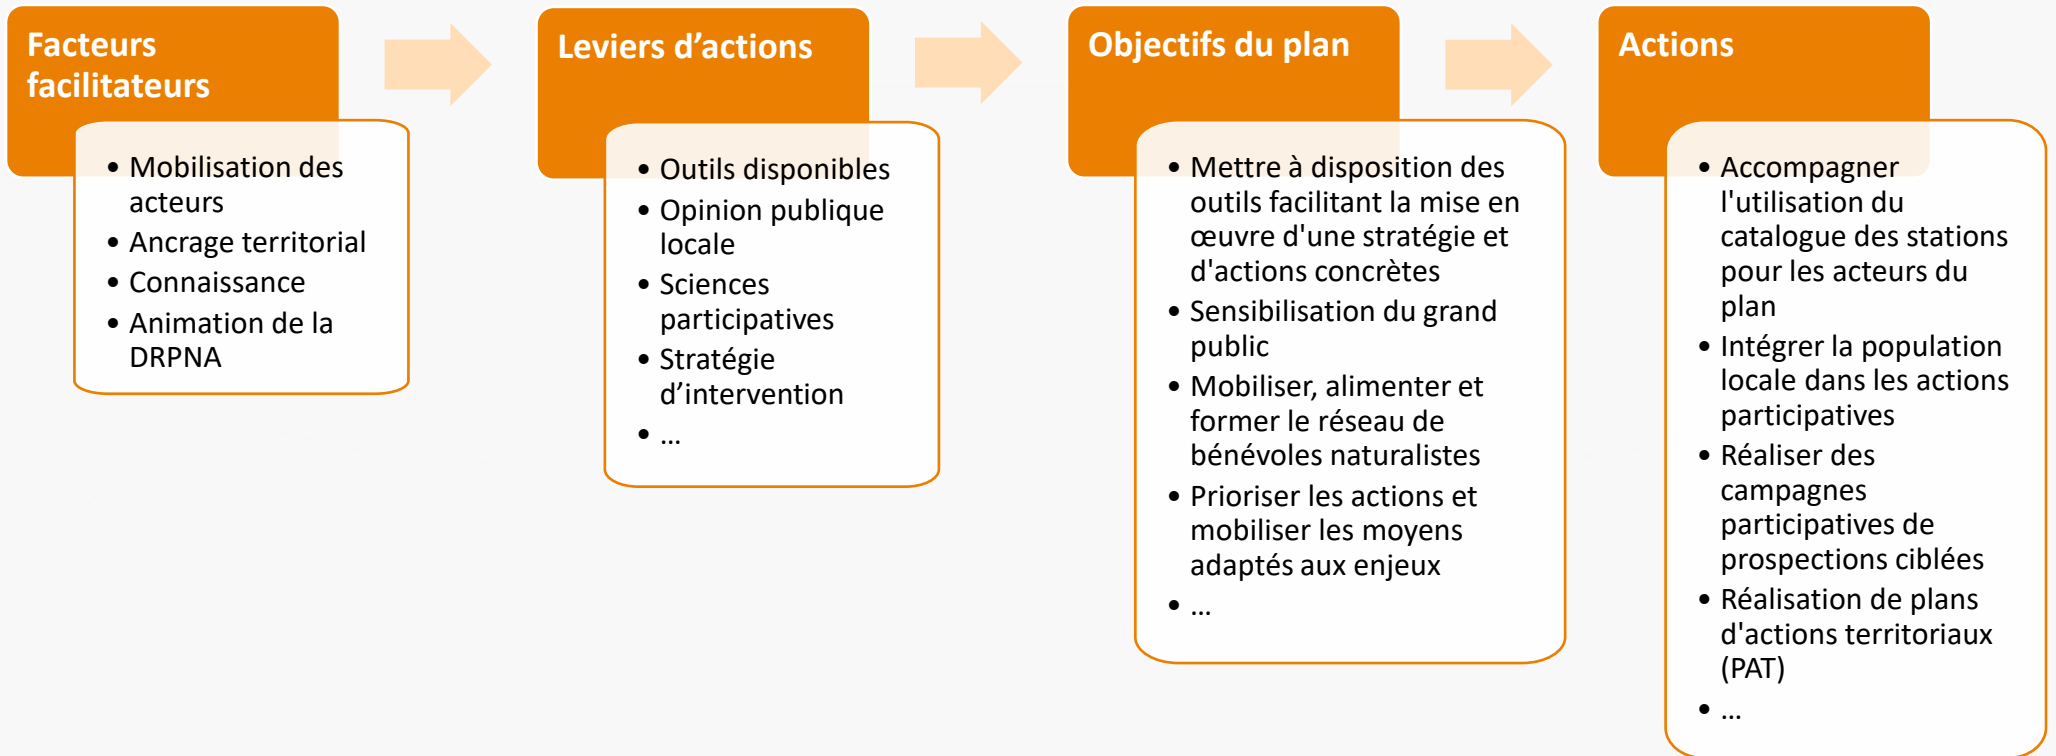 Facteurs
facilitateurs
• Mobilisation des
acteurs
• Ancrage territorial
• Connaissance
• Animation de la
DRPNA
Leviers d’actions
• Outils disponibles
• Opinion publique
locale
• Sciences
participatives
• Stratégie
d’intervention
• …
Objectifs du plan
• Mettre à disposition des
outils facilitant la mise en
œuvre d'une stratégie et
d'actions concrètes
• Sensibilisation du grand
public
• Mobiliser, alimenter et
former le réseau de
bénévoles naturalistes
• Prioriser les actions et
mobiliser les moyens
adaptés aux enjeux
• …
Actions
• Accompagner
l'utilisation du
catalogue des stations
pour les acteurs du
plan
• Intégrer la population
locale dans les actions
participatives
• Réaliser des
campagnes
participatives de
prospections ciblées
• Réalisation de plans
d'actions territoriaux
(PAT)
• …